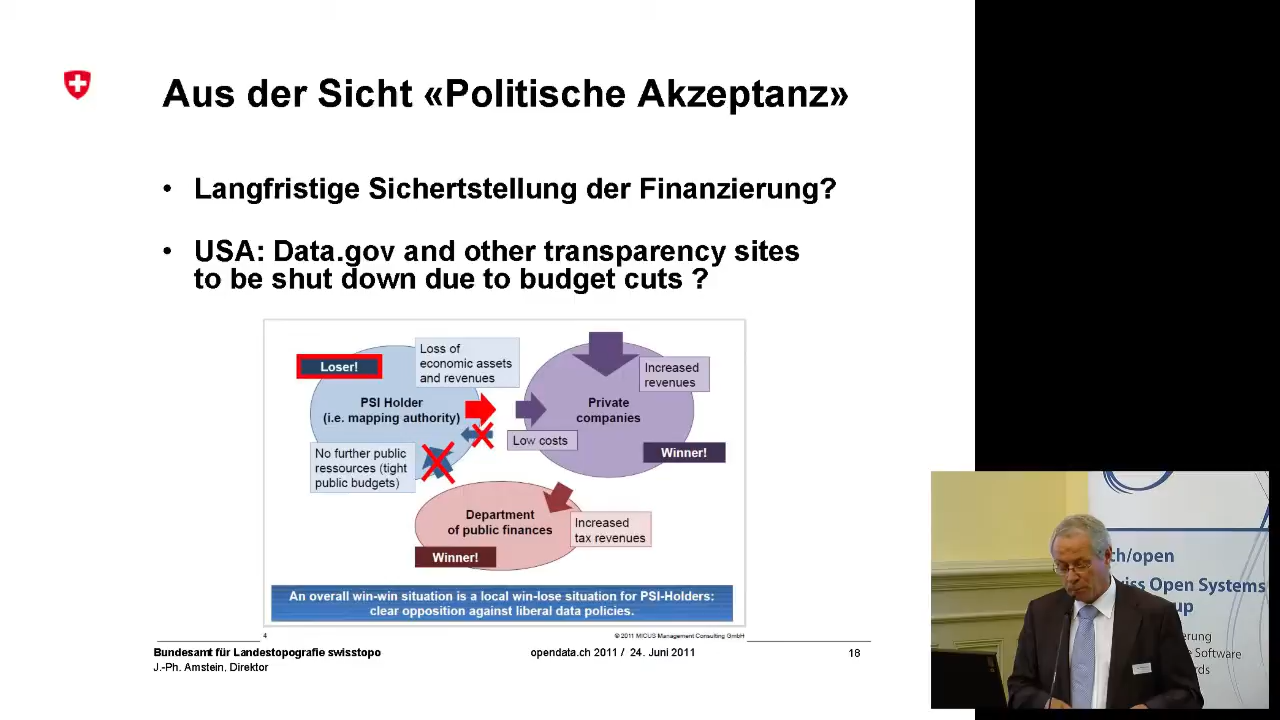 Aus der Sicht «Politische Akzeptanz»
• Langfristige Sichertstellung der Finanzierung?
• USA: Data.gov and other transparency sites
to be shut down due to budget cuts ?
Loser!
Loss of
economic assets
and revenues
PSI Holder
(i.e. mapping authority)
No further public
ressources (tight
public budgets)
Low costs
Private
companies
Increased
revenues
Winner!
Department
of public finances
Increased
tax revenues
Winner!
An overall win-win situation is a local win-lose situation for PSI-Holders:
clear opposition against liberal data policies.
4
© 2011 MICUS Management Consulting GmbH
Bundesamt für Landestopografie swisstopo
J.-Ph. Amstein, Direktor
opendata.ch 2011 / 24. Juni 2011
18
ch/open
Open Systems
Software